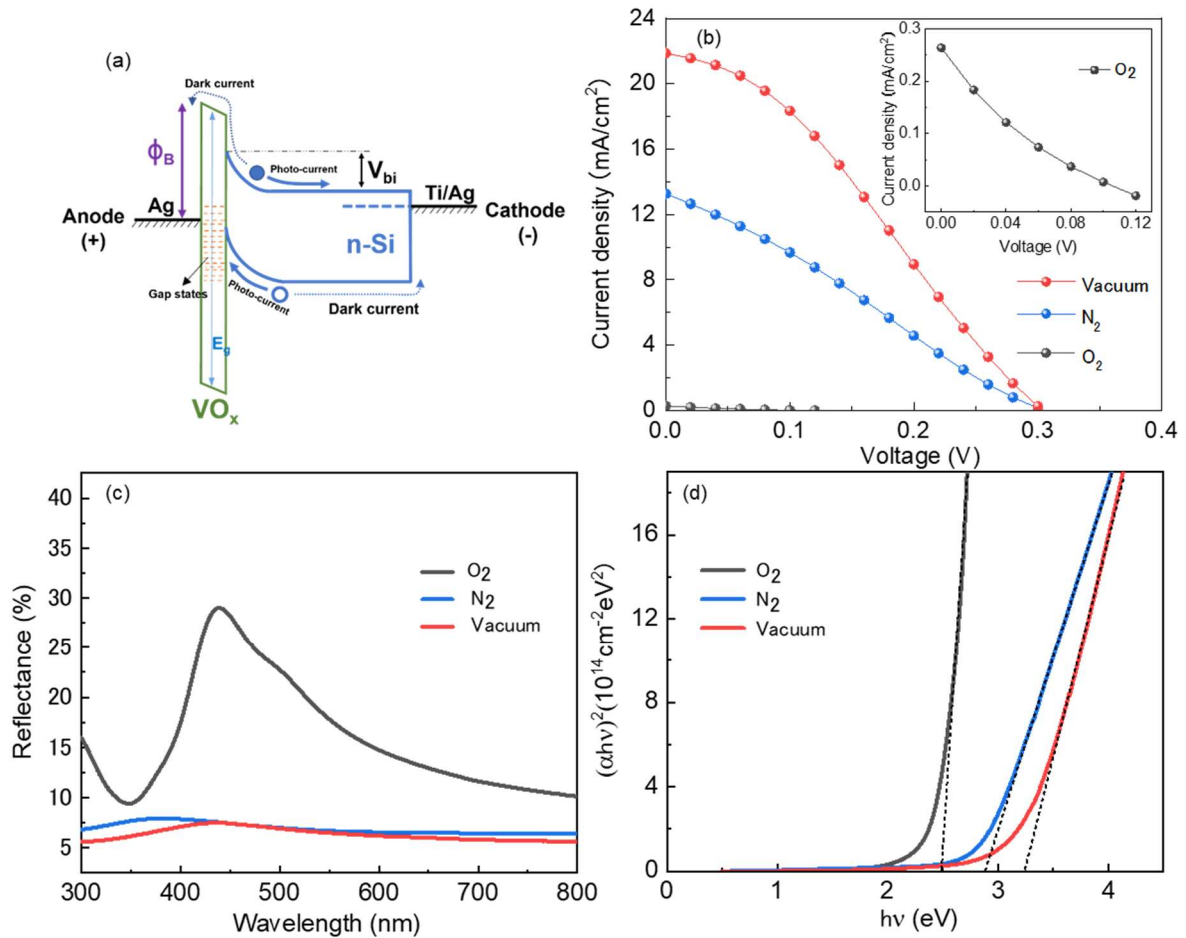 (a)
Dark current
ϕB
Photo-current
Vbi
Ti/Ag
Ag
Anode
(+)
Cathode
(-)
n-Si
Gap states
Photo-current
Dark current
Eg
VOx
(b)
Current density (mA/cm²)
24
20
16
12
8
4
0
0.0
0.1
0.2
0.3
0.4
Voltage (V)
Current density (mA/cm²)
0.3
0.2
0.1
0.0
0.00
0.04
0.08
0.12
Voltage (V)
O₂
Vacuum
N₂
O₂
(c)
Reflectance (%)
40
35
30
25
20
15
10
5
300
400
500
600
700
800
Wavelength (nm)
O₂
N₂
Vacuum
(d)
(αhν)²(10¹⁴cm⁻²eV²)
16
12
8
4
0
0
1
2
3
4
hν (eV)
O₂
N₂
Vacuum